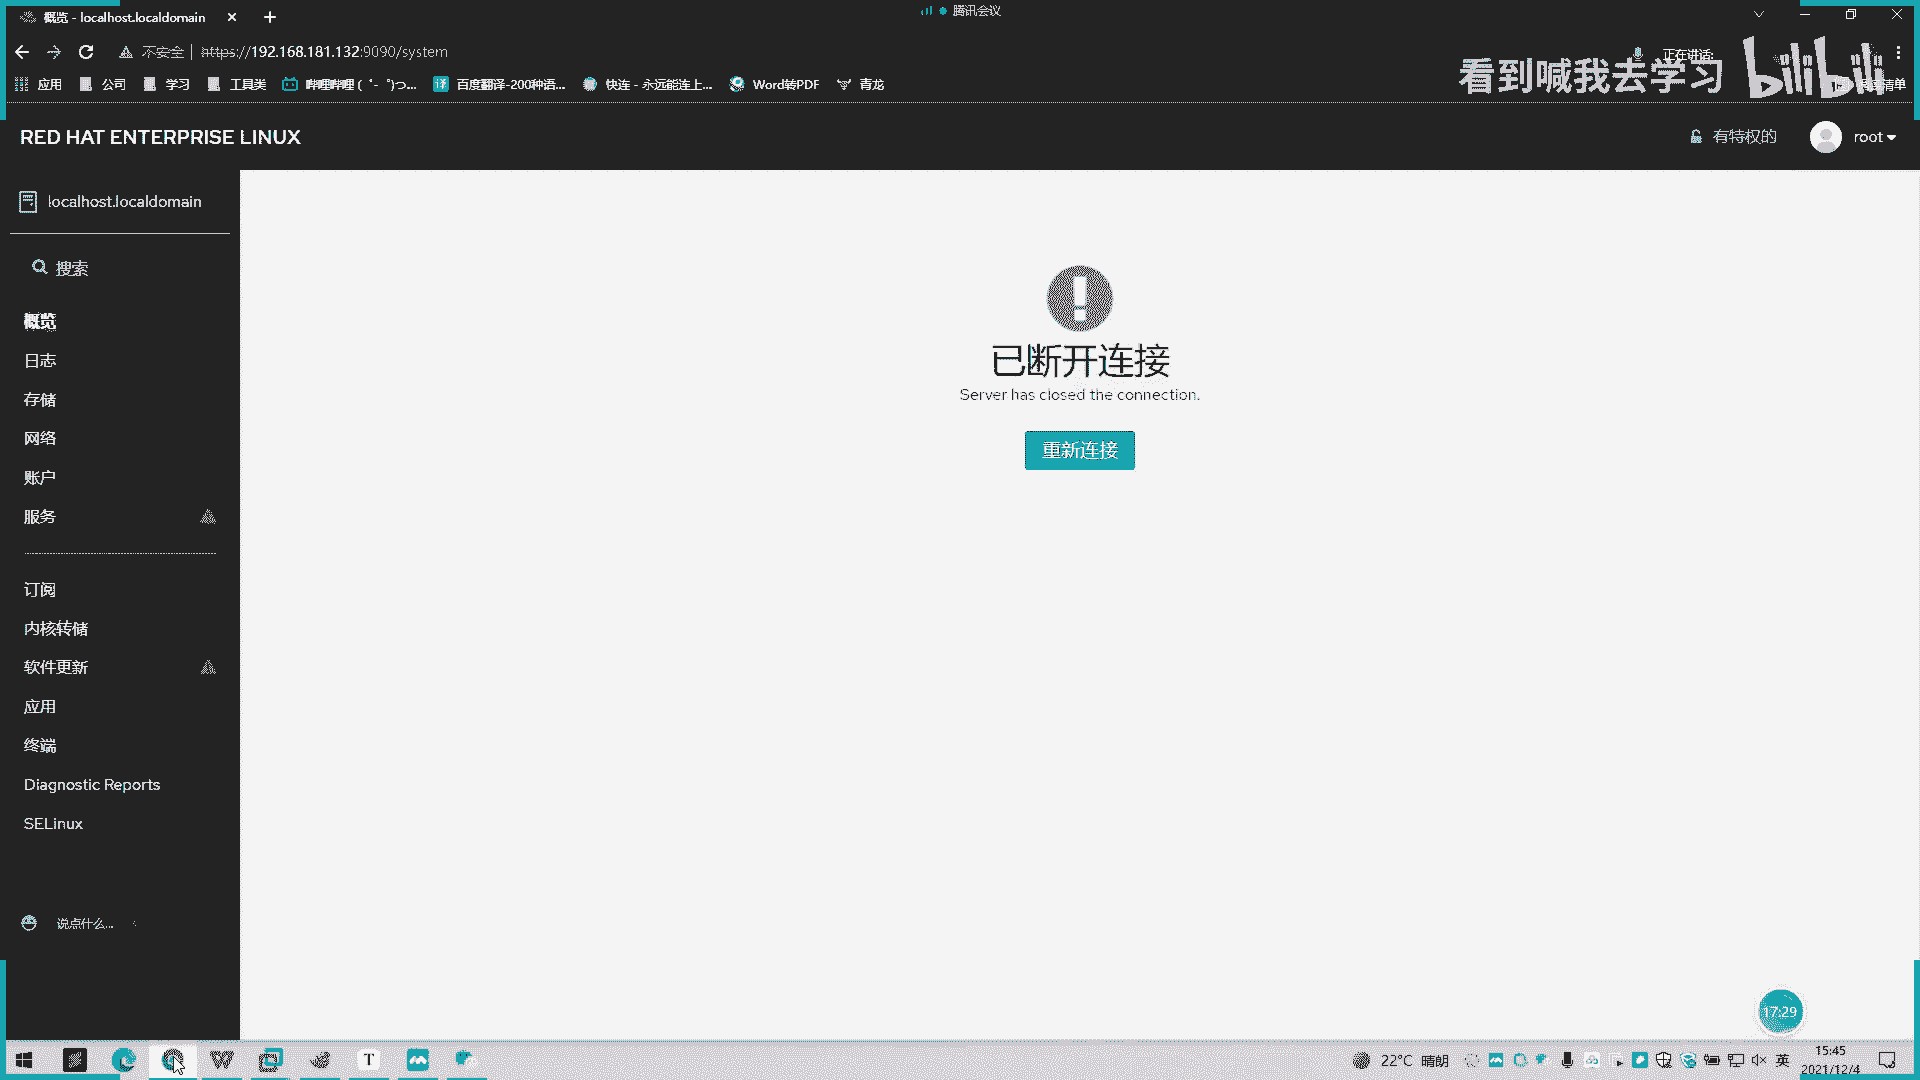 概览 - localhost.localdomain
腾讯会议
不安全 | https://192.168.181.132:9090/system
正在讲话:
应用 公司 学习 工具类 哔哩哔哩 ( ゜- ゜)つ... 百度翻译-200种语... 快连 - 永远能连上... Word转PDF 青龙
看到喊我去学习 bilibili
清单
RED HAT ENTERPRISE LINUX
有特权的 root
localhost.localdomain
搜索
概览
日志
存储
网络
账户
服务
订阅
内核转储
软件更新
应用
终端
Diagnostic Reports
SELinux
说点什么...
已断开连接
Server has closed the connection.
重新连接
17:29
22°C 晴朗
英
15:45
2021/12/4